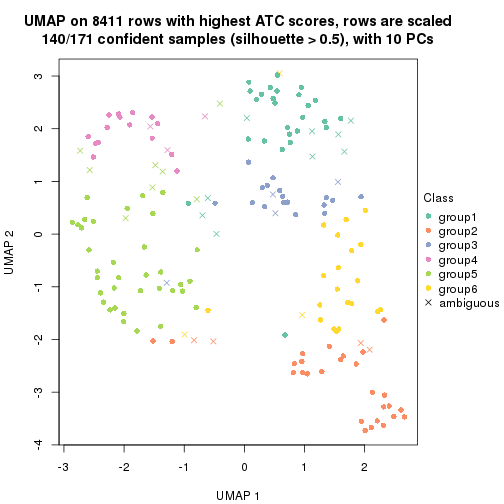 UMAP on 8411 rows with highest ATC scores, rows are scaled
140/171 confident samples (silhouette > 0.5), with 10 PCs
3
2
1
0
-1
-2
-3
-4
UMAP 2
-3
-2
-1
0
1
2
UMAP 1
Class
group1
group2
group3
group4
group5
group6
ambiguous